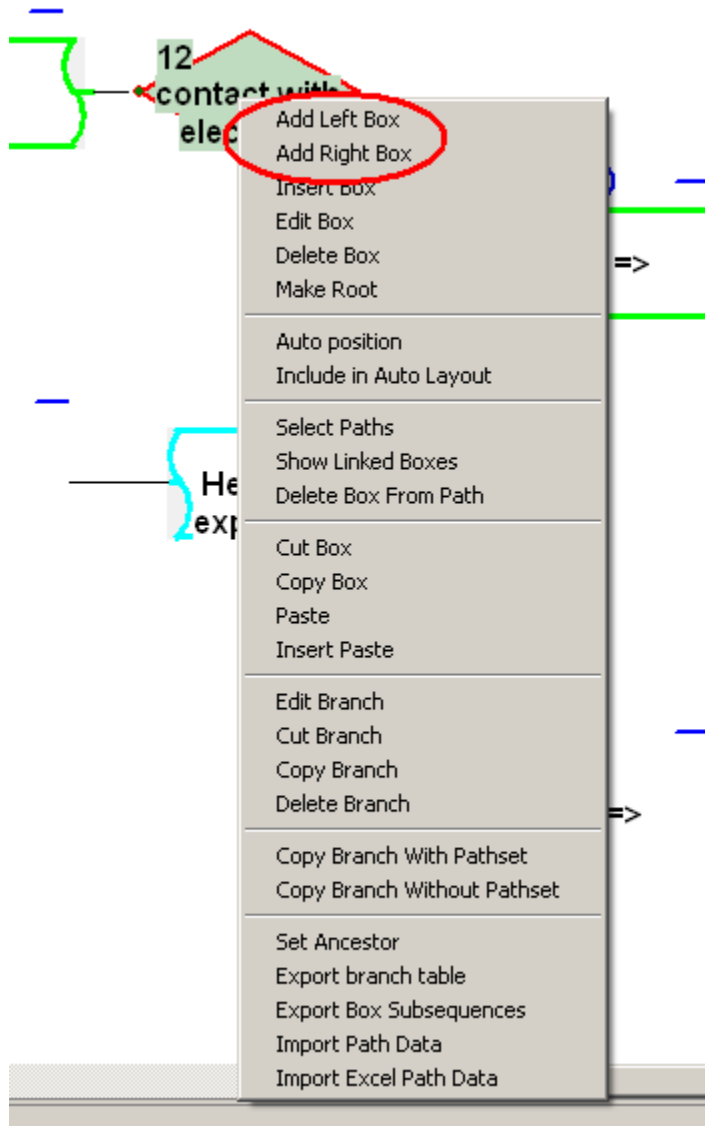 12
contact with
elec
Add Left Box
Add Right Box
Insert Box
Edit Box
Delete Box
=>
Make Root
Auto position
Include in Auto Layout
Select Paths
Show Linked Boxes
He
Delete Box From Path
exp
Cut Box
Copy Box
Paste
Insert Paste
Edit Branch
Cut Branch
Copy Branch
Delete Branch
=>
Copy Branch With Pathset
Copy Branch Without Pathset
Set Ancestor
Export branch table
Export Box Subsequences
Import Path Data
Import Excel Path Data